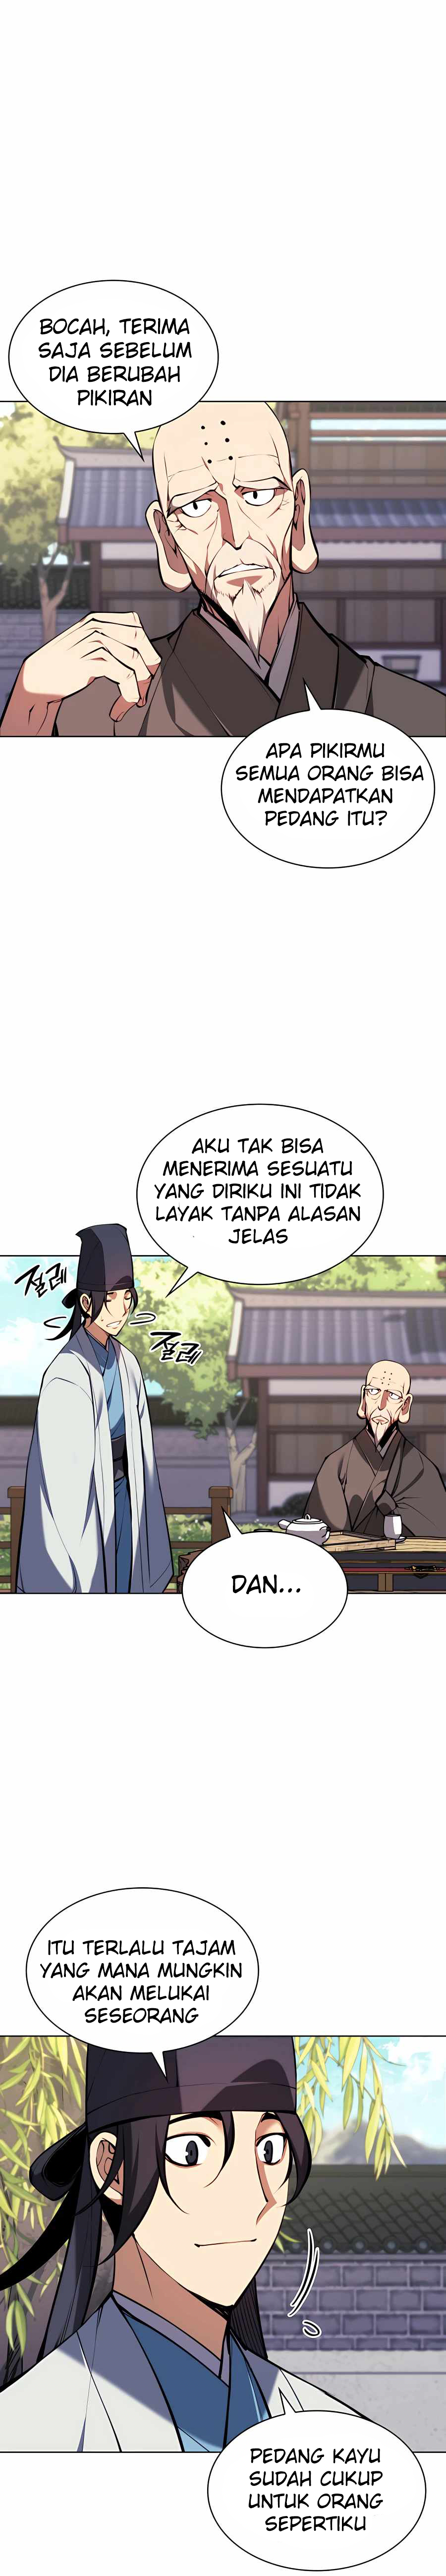 BOCAH, TERIMA
SAJA SEBELUM
DIA BERUBAH
PIKIRAN
APA PIKIRMU
SEMUA ORANG BISA
MENDAPATKAN
PEDANG ITU?
AKU TAK BISA
MENERIMA SESUATU
YANG DIRIKU INI TIDAK
LAYAK TANPA ALASAN
JELAS
절레
절레
DAN...
ITU TERLALU TAJAM
YANG MANA MUNGKIN
AKAN MELUKAI
SESEORANG
PEDANG KAYU
SUDAH CUKUP
UNTUK ORANG
SEPERTIKU